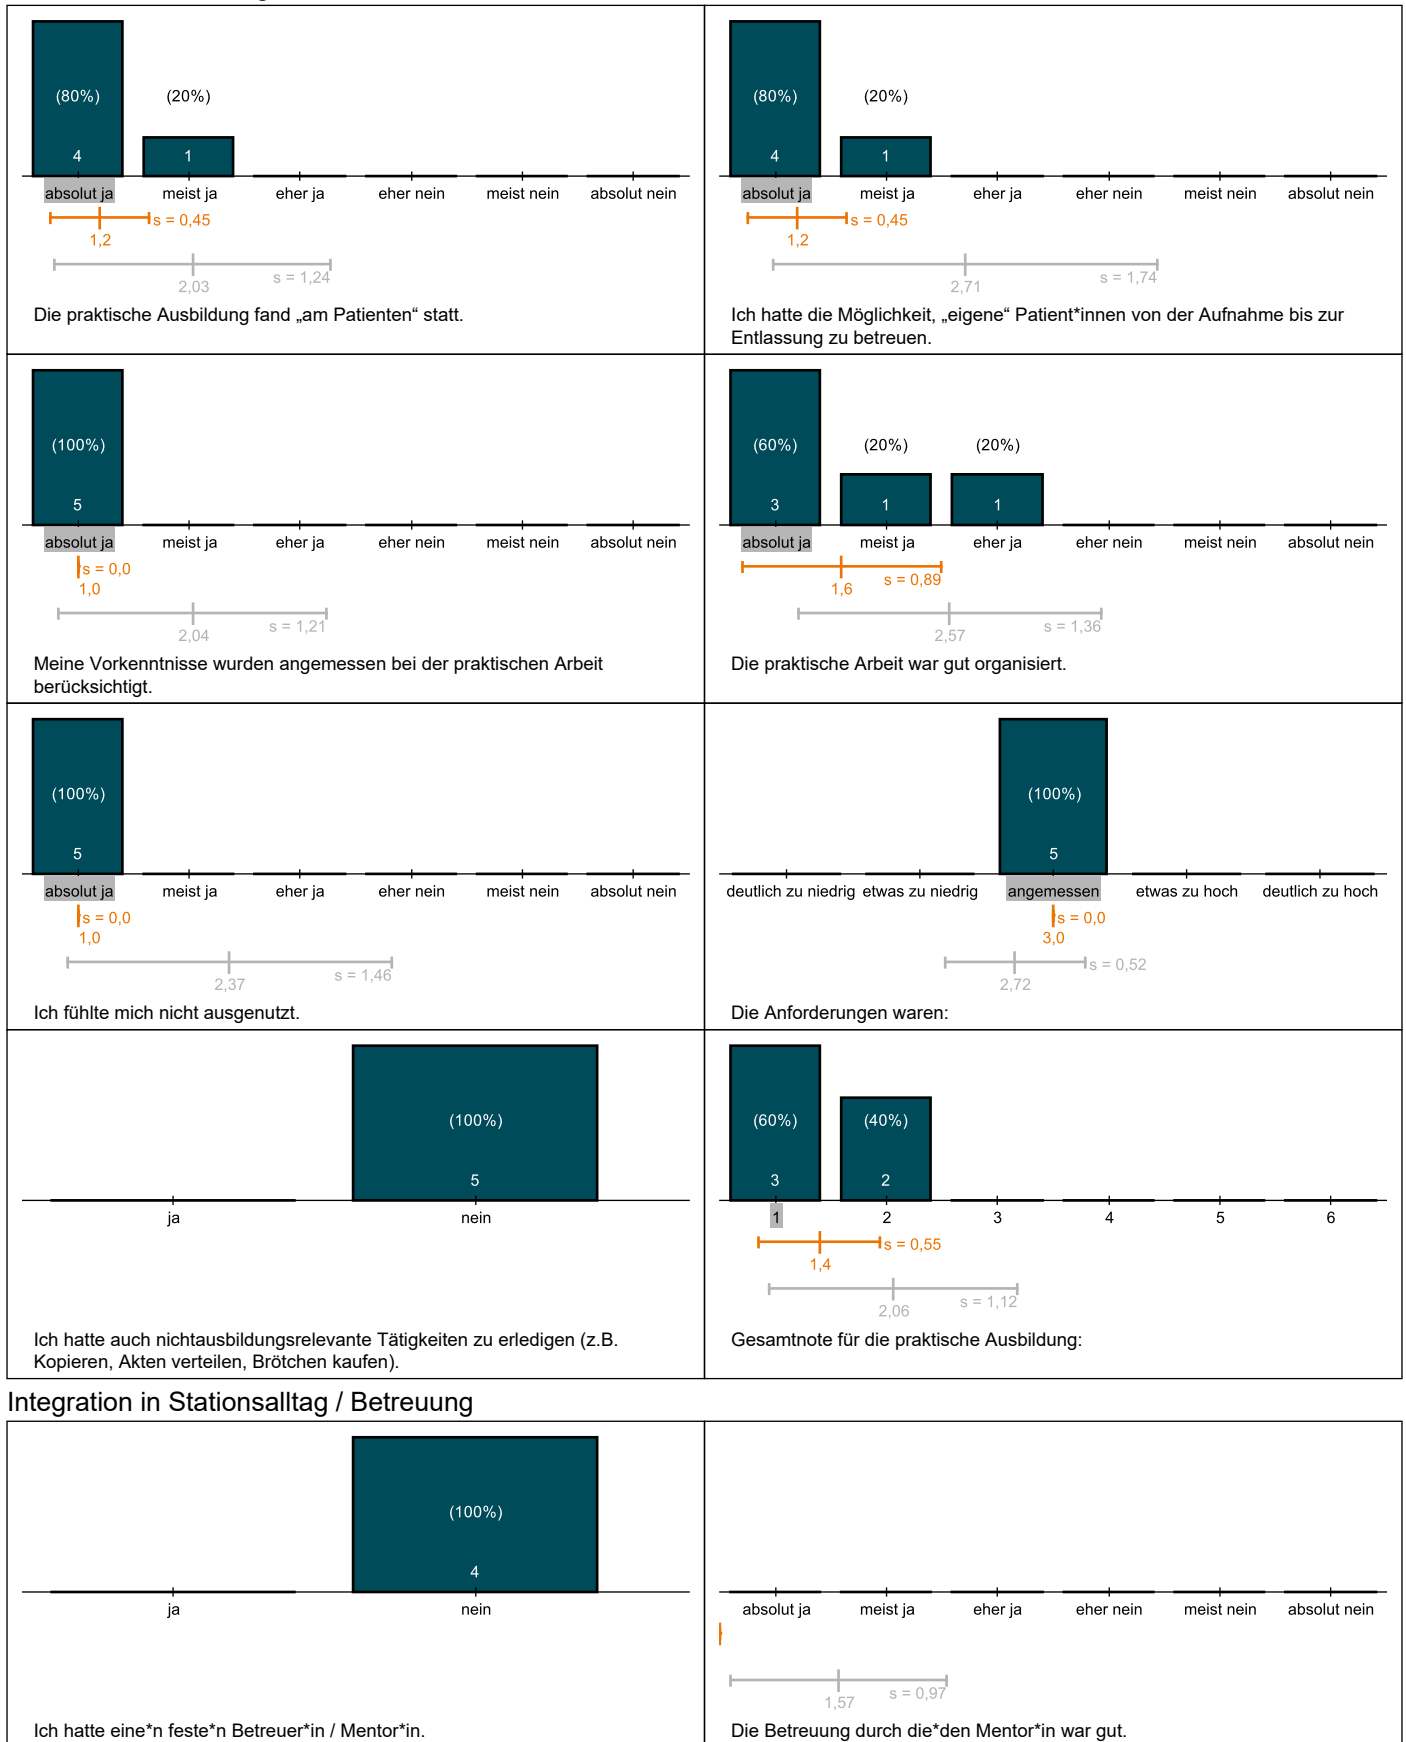 (80%)
(20%)
4
1
absolut ja
meist ja
eher ja
eher nein
meist nein
absolut nein
s = 0,45
1,2
s = 1,24
2,03
Die praktische Ausbildung fand „am Patienten“ statt.
(80%)
(20%)
4
1
absolut ja
meist ja
eher ja
eher nein
meist nein
absolut nein
s = 0,45
1,2
s = 1,74
2,71
Ich hatte die Möglichkeit, „eigene“ Patient*innen von der Aufnahme bis zur
Entlassung zu betreuen.
(100%)
5
absolut ja
meist ja
eher ja
eher nein
meist nein
absolut nein
s = 0,0
1,0
s = 1,21
2,04
Meine Vorkenntnisse wurden angemessen bei der praktischen Arbeit
berücksichtigt.
(60%)
(20%)
(20%)
3
1
1
absolut ja
meist ja
eher ja
eher nein
meist nein
absolut nein
s = 0,89
1,6
s = 1,36
2,57
Die praktische Arbeit war gut organisiert.
(100%)
5
absolut ja
meist ja
eher ja
eher nein
meist nein
absolut nein
s = 0,0
1,0
s = 1,46
2,37
Ich fühlte mich nicht ausgenutzt.
(100%)
5
deutlich zu niedrig
etwas zu niedrig
angemessen
etwas zu hoch
deutlich zu hoch
s = 0,0
3,0
s = 0,52
2,72
Die Anforderungen waren:
(100%)
5
ja
nein
Ich hatte auch nichtausbildungsrelevante Tätigkeiten zu erledigen (z.B.
Kopieren, Akten verteilen, Brötchen kaufen).
(60%)
(40%)
3
2
1
2
3
4
5
6
s = 0,55
1,4
s = 1,12
2,06
Gesamtnote für die praktische Ausbildung:
Integration in Stationsalltag / Betreuung
(100%)
4
ja
nein
Ich hatte eine*n feste*n Betreuer*in / Mentor*in.
absolut ja
meist ja
eher ja
eher nein
meist nein
absolut nein
s = 0,97
1,57
Die Betreuung durch die*den Mentor*in war gut.